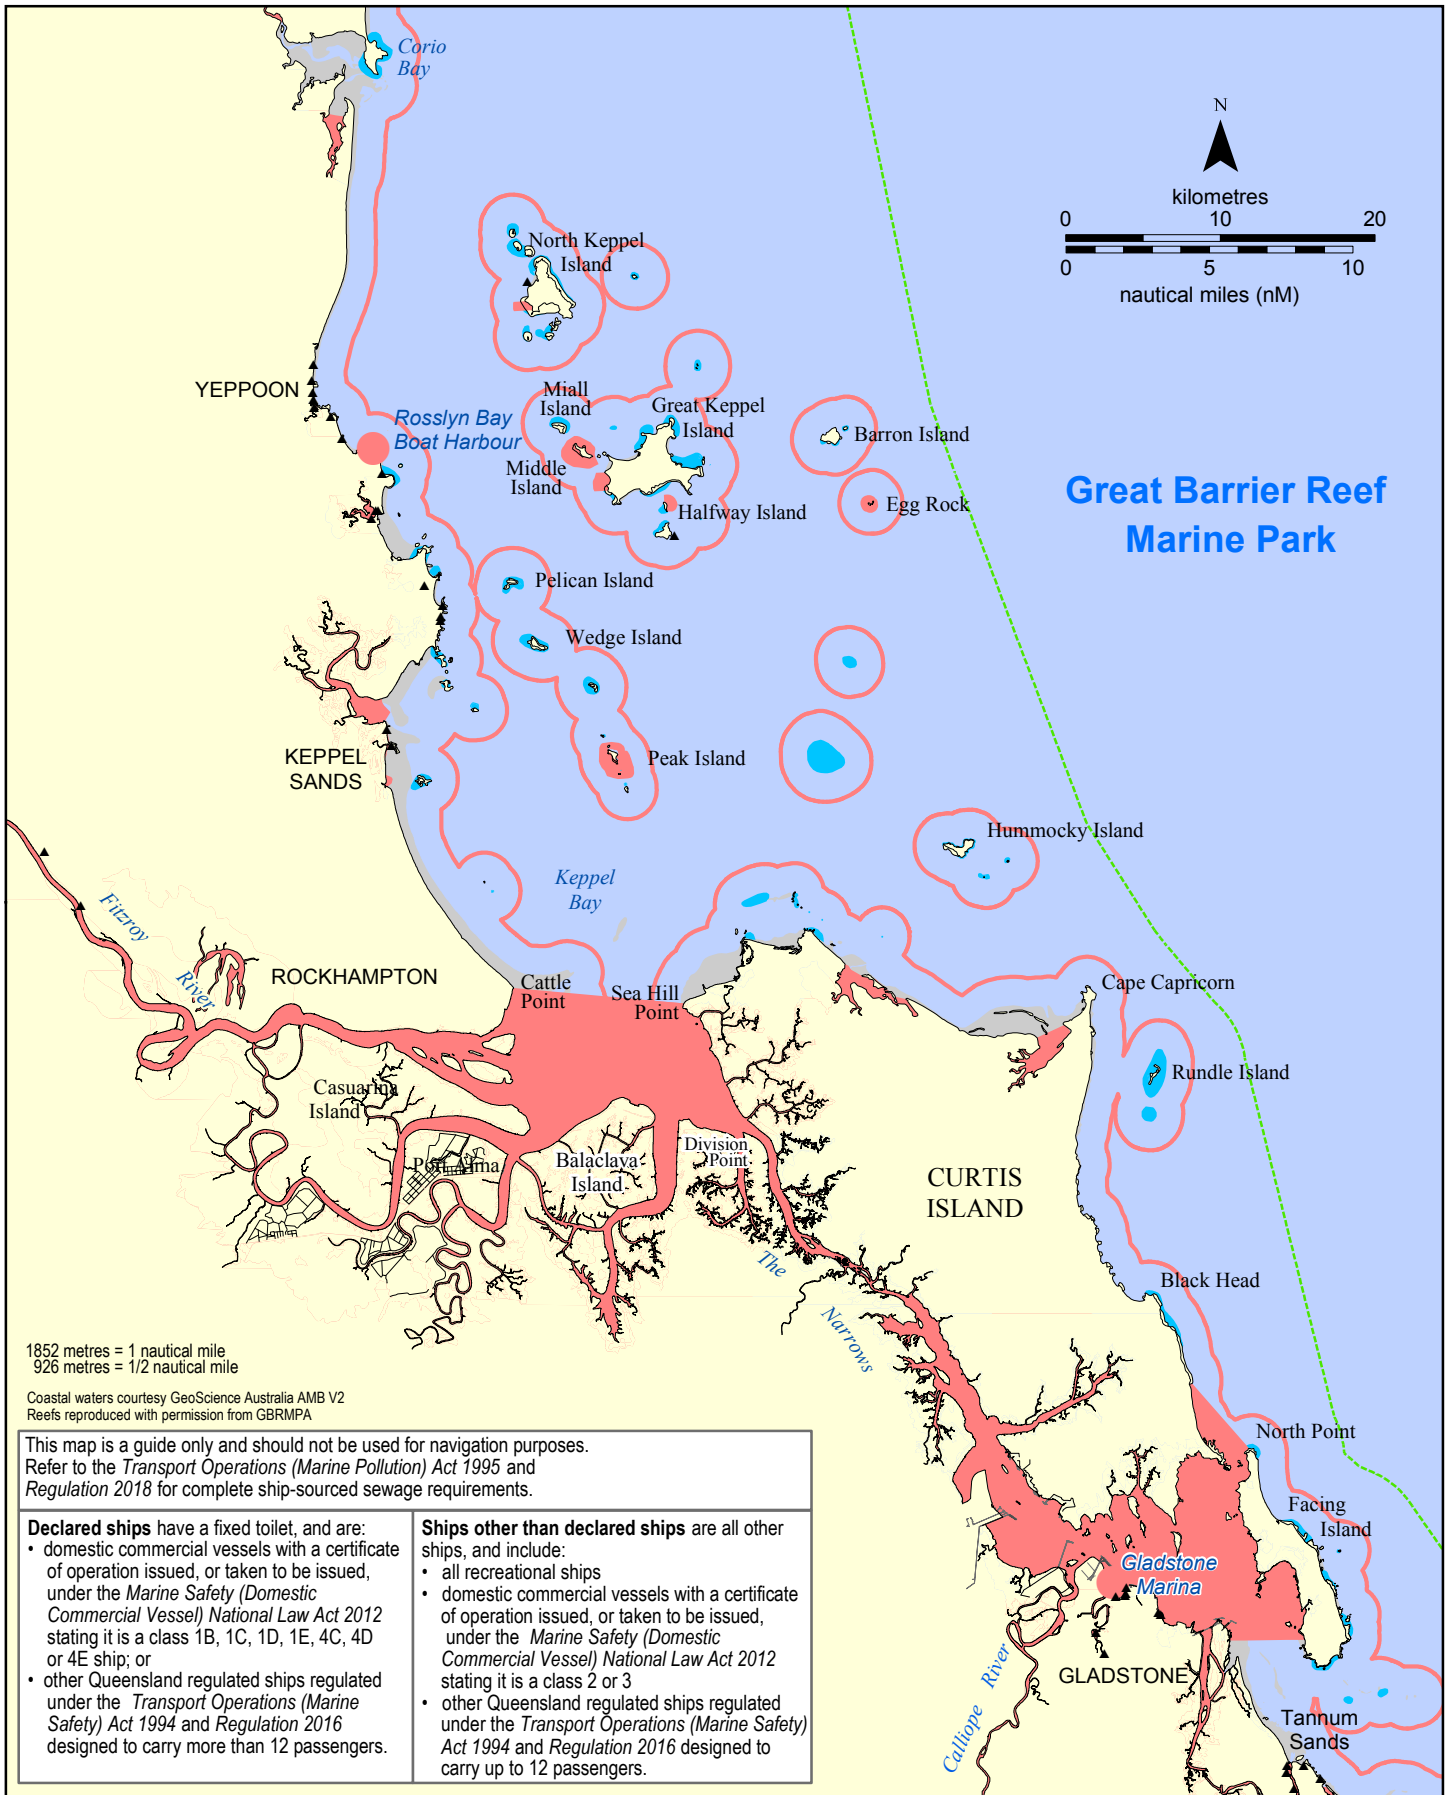 Corio
Bay
N
kilometres
0 10 20
0 5 10
nautical miles (nM)
North Keppel
Island
YEPPOON
Miall
Island
Great Keppel
Island
Rosslyn Bay
Boat Harbour
Barron Island
Middle
Island
Great Barrier Reef
Marine Park
Halfway Island
Egg Rock
Pelican Island
Wedge Island
KEPPEL
SANDS
Peak Island
Hummocky Island
Keppel
Bay
Fitzroy
River
ROCKHAMPTON
Cattle
Point
Sea Hill
Point
Cape Capricorn
Rundle Island
Casuarina
Island
Port Alma
Balaclava
Island
Division
Point
CURTIS
ISLAND
The
Narrows
Black Head
North Point
Facing
Island
Gladstone
Marina
GLADSTONE
Calliope River
Tannum
Sands
1852 metres = 1 nautical mile
926 metres = 1/2 nautical mile
Coastal waters courtesy GeoScience Australia AMB V2
Reefs reproduced with permission from GBRMPA
This map is a guide only and should not be used for navigation purposes.
Refer to the Transport Operations (Marine Pollution) Act 1995 and
Regulation 2018 for complete ship-sourced sewage requirements.
Declared ships have a fixed toilet, and are:
• domestic commercial vessels with a certificate
of operation issued, or taken to be issued,
under the Marine Safety (Domestic
Commercial Vessel) National Law Act 2012
stating it is a class 1B, 1C, 1D, 1E, 4C, 4D
or 4E ship; or
• other Queensland regulated ships regulated
under the Transport Operations (Marine
Safety) Act 1994 and Regulation 2016
designed to carry more than 12 passengers.
Ships other than declared ships are all other
ships, and include:
• all recreational ships
• domestic commercial vessels with a certificate
of operation issued, or taken to be issued,
under the Marine Safety (Domestic
Commercial Vessel) National Law Act 2012
stating it is a class 2 or 3
• other Queensland regulated ships regulated
under the Transport Operations (Marine Safety)
Act 1994 and Regulation 2016 designed to
carry up to 12 passengers.